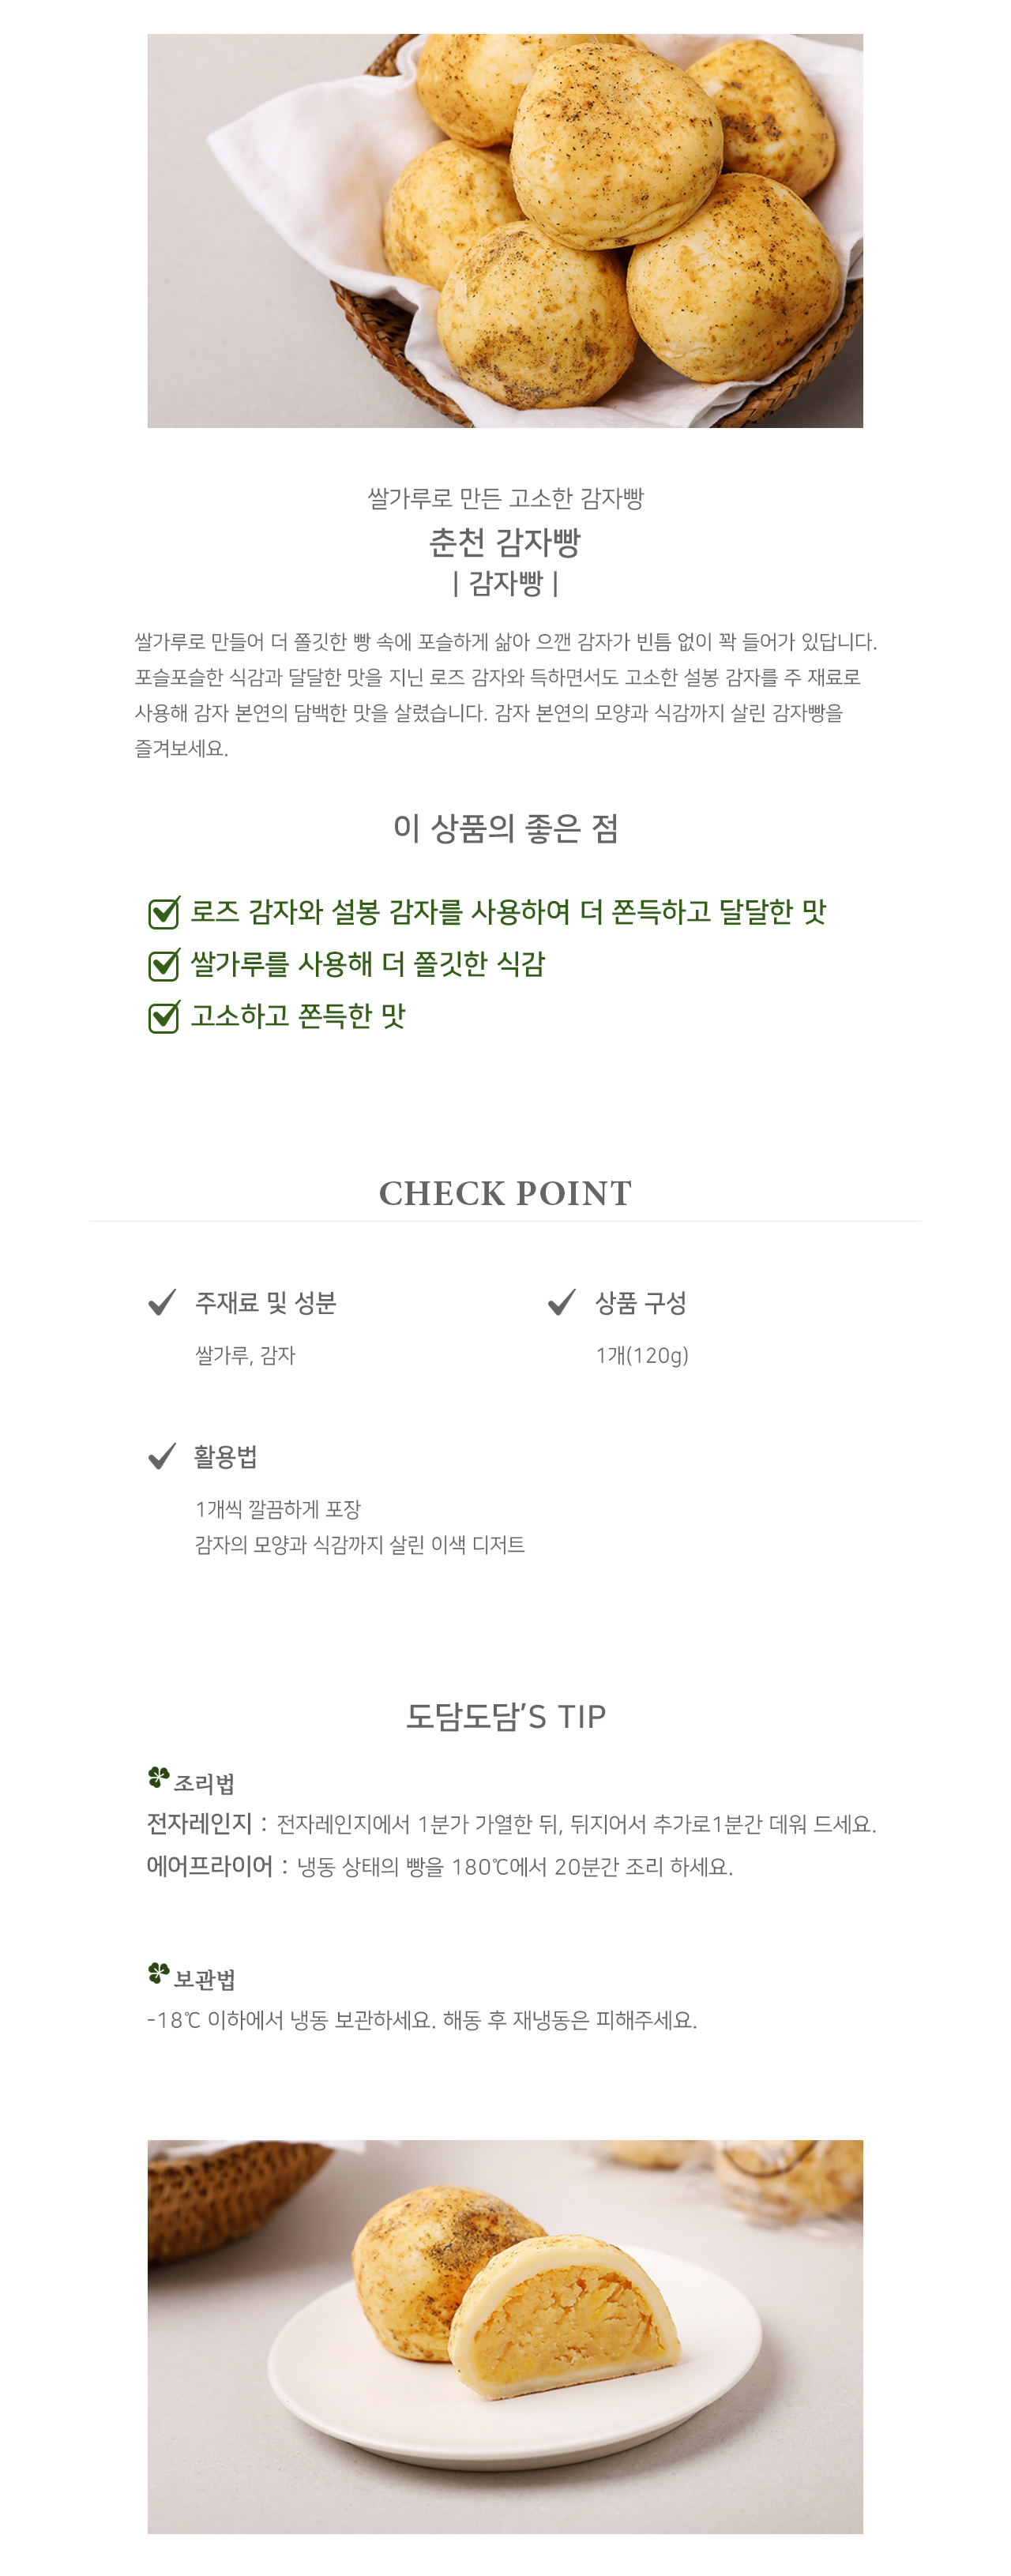 쌀가루로 만든 고소한 감자빵
춘천 감자빵
| 감자빵 |
쌀가루로 만들어 더 쫄깃한 빵 속에 포슬하게 삶아 으깬 감자가 빈틈 없이 꽉 들어가 있답니다.
포슬포슬한 식감과 달달한 맛을 지닌 로즈 감자와 득하면서도 고소한 설봉 감자를 주 재료로
사용해 감자 본연의 담백한 맛을 살렸습니다. 감자 본연의 모양과 식감까지 살린 감자빵을
즐겨보세요.
이 상품의 좋은 점
로즈 감자와 설봉 감자를 사용하여 더 쫀득하고 달달한 맛
쌀가루를 사용해 더 쫄깃한 식감
고소하고 쫀득한 맛
CHECK POINT
주재료 및 성분
쌀가루, 감자
상품 구성
1개(120g)
활용법
1개씩 깔끔하게 포장
감자의 모양과 식감까지 살린 이색 디저트
도담도담’S TIP
조리법
전자레인지 : 전자레인지에서 1분가 가열한 뒤, 뒤지어서 추가로1분간 데워 드세요.
에어프라이어 : 냉동 상태의 빵을 180℃에서 20분간 조리 하세요.
보관법
-18℃ 이하에서 냉동 보관하세요. 해동 후 재냉동은 피해주세요.